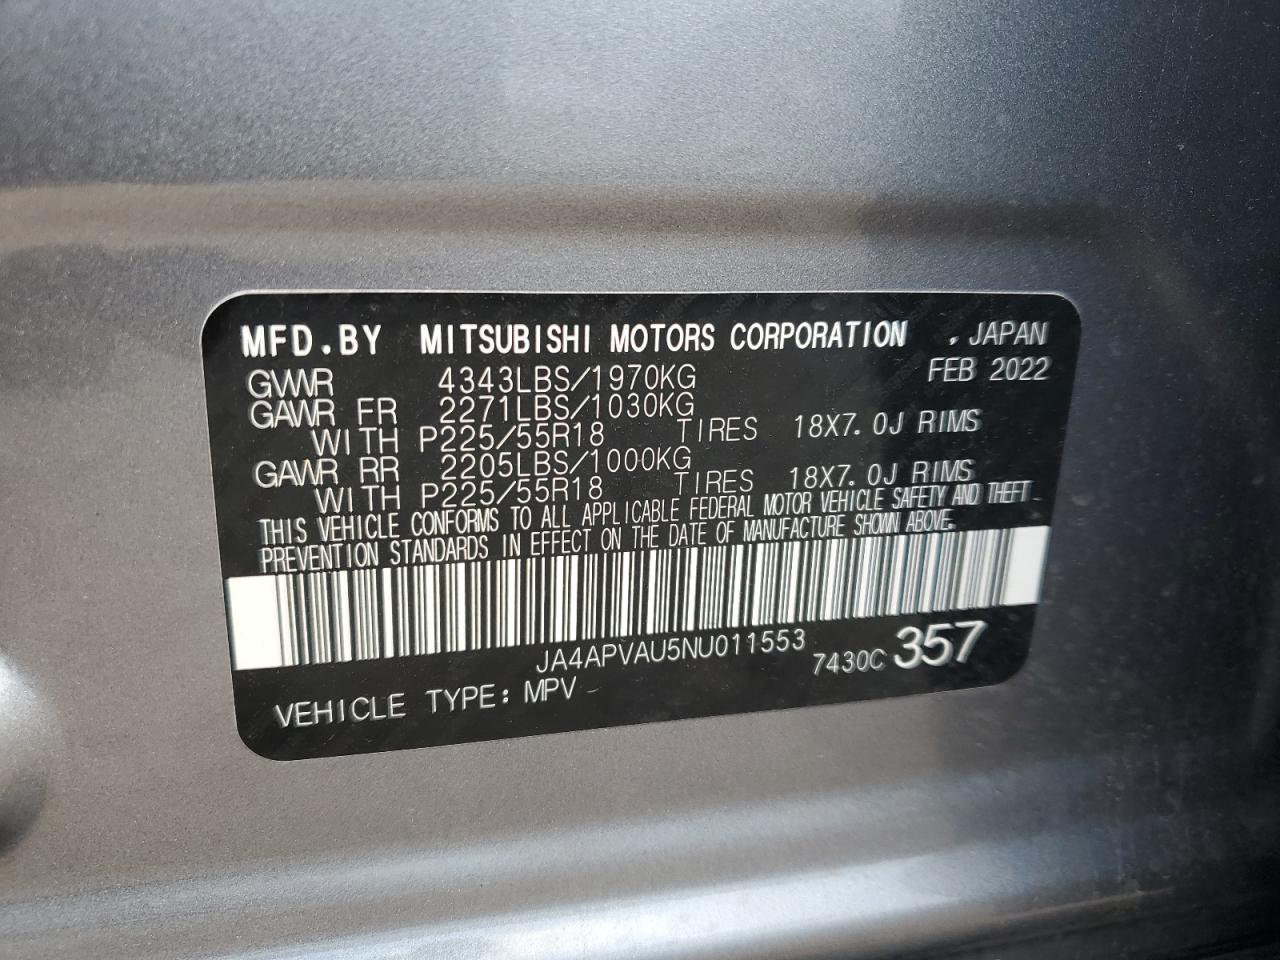 MFD.BY MITSUBISHI MOTORS CORPORATION , JAPAN
GVWR 4343LBS/1970KG FEB 2022
GAWR FR 2271LBS/1030KG
WITH P225/55R18 TIRES 18X7.0J RIMS
GAWR RR 2205LBS/1000KG
WITH P225/55R18 TIRES 18X7.0J RIMS
THIS VEHICLE CONFORMS TO ALL APPLICABLE FEDERAL MOTOR VEHICLE SAFETY AND THEFT
PREVENTION STANDARDS IN EFFECT ON THE DATE OF MANUFACTURE SHOWN ABOVE.
JA4APVAU5NU011553
7430C 357
VEHICLE TYPE: MPV